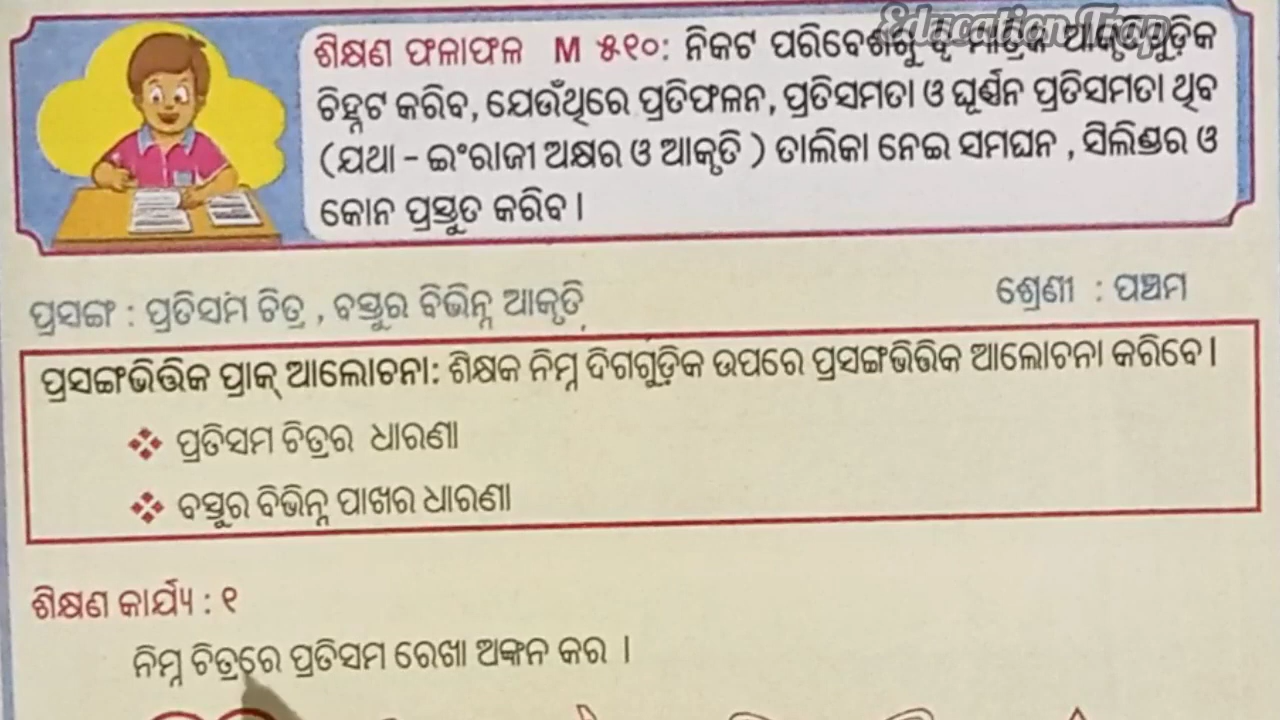 Education Trap
ଶିକ୍ଷଣ ଫଳାଫଳ M ୫୧୦: ନିକଟ ପରିବେଶରୁ ଦ୍ୱି ମାତ୍ରିକ ଆକୃତିଗୁଡ଼ିକ
ଚିହ୍ନଟ କରିବ, ଯେଉଁଥିରେ ପ୍ରତିଫଳନ, ପ୍ରତିସମତା ଓ ଘୂର୍ଣ୍ଣନ ପ୍ରତିସମତା ଥିବ
(ଯଥା - ଇଂରାଜୀ ଅକ୍ଷର ଓ ଆକୃତି ) ତାଲିକା ନେଇ ସମଘନ , ସିଲିଣ୍ଡର ଓ
କୋନ ପ୍ରସ୍ତୁତ କରିବ ।
ପ୍ରସଙ୍ଗ : ପ୍ରତିସମ ଚିତ୍ର , ବସ୍ତୁର ବିଭିନ୍ନ ଆକୃତି ଶ୍ରେଣୀ : ପଞ୍ଚମ
ପ୍ରସଙ୍ଗଭିତ୍ତିକ ପ୍ରାକ୍ ଆଲୋଚନା: ଶିକ୍ଷକ ନିମ୍ନ ଦିଗଗୁଡ଼ିକ ଉପରେ ପ୍ରସଙ୍ଗଭିତ୍ତିକ ଆଲୋଚନା କରିବେ ।
❖ ପ୍ରତିସମ ଚିତ୍ରର ଧାରଣା
❖ ବସ୍ତୁର ବିଭିନ୍ନ ପାଖର ଧାରଣା
ଶିକ୍ଷଣ କାର୍ଯ୍ୟ : ୧
ନିମ୍ନ ଚିତ୍ରରେ ପ୍ରତିସମ ରେଖା ଅଙ୍କନ କର ।